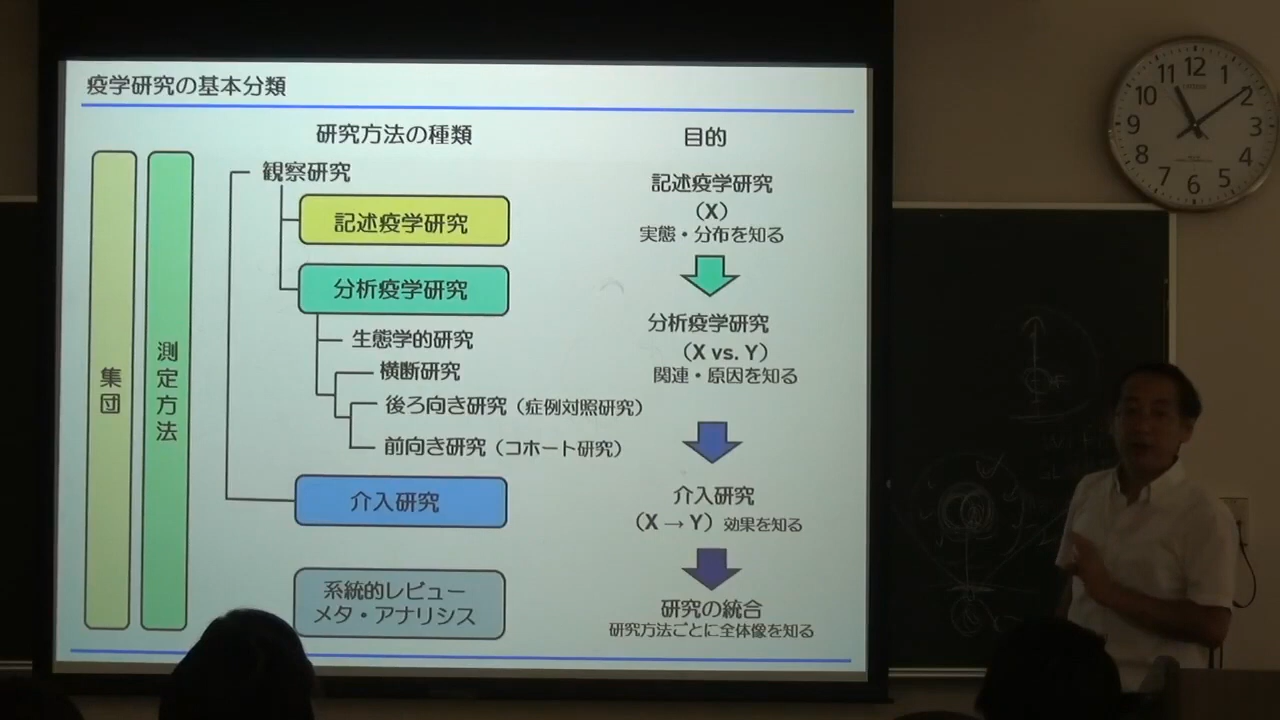 疫学研究の基本分類
研究方法の種類
目的
集団
測定方法
観察研究
記述疫学研究
分析疫学研究
生態学的研究
横断研究
後ろ向き研究（症例対照研究）
前向き研究（コホート研究）
介入研究
系統的レビュー
メタ・アナリシス
記述疫学研究
（X）
実態・分布を知る
分析疫学研究
（X vs. Y）
関連・原因を知る
介入研究
（X → Y）効果を知る
研究の統合
研究方法ごとに全体像を知る
12
1
2
3
4
5
6
7
8
9
10
11